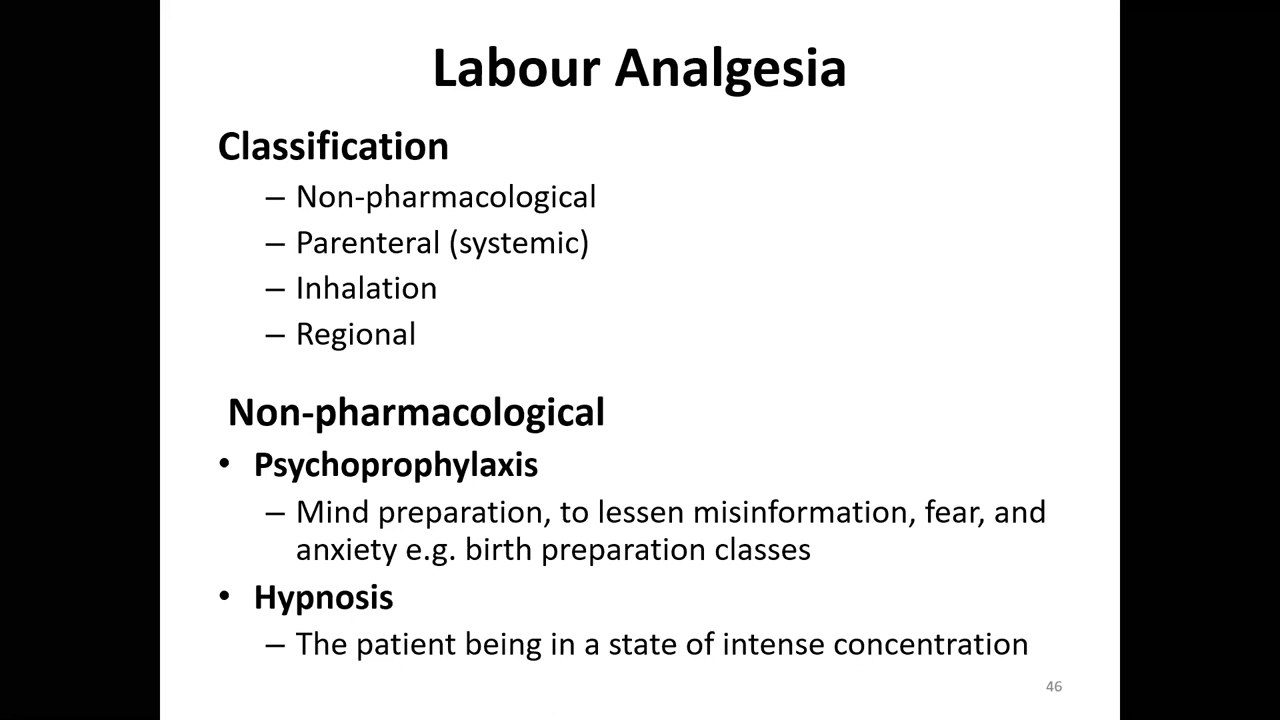 Labour Analgesia
Classification
– Non-pharmacological
– Parenteral (systemic)
– Inhalation
– Regional
Non-pharmacological
• Psychoprophylaxis
– Mind preparation, to lessen misinformation, fear, and
anxiety e.g. birth preparation classes
• Hypnosis
– The patient being in a state of intense concentration
46